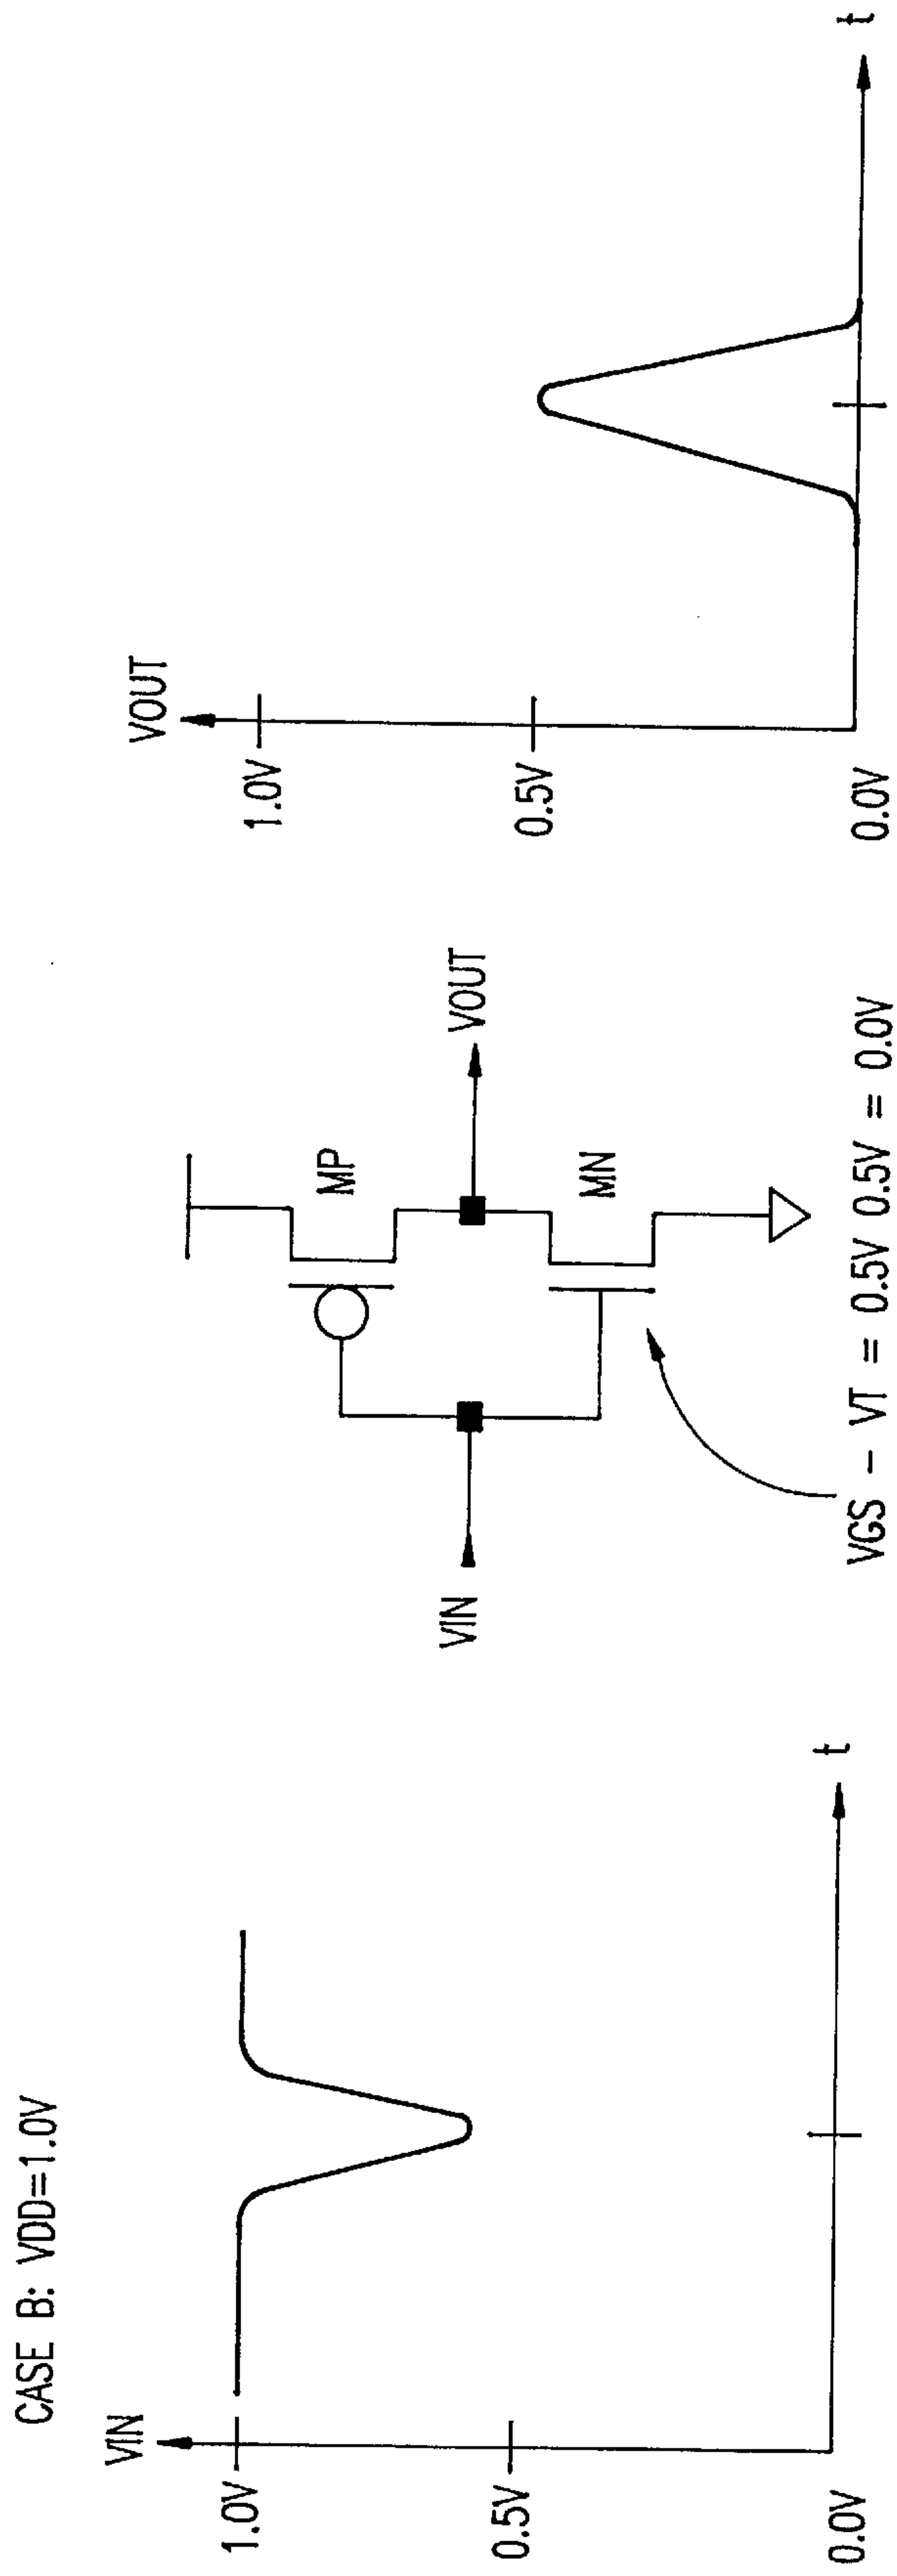 CASE B: VDD=1.0V
VIN
1.0V
0.5V
0.0V
t
VIN
MP
MN
VOUT
VGS - VT = 0.5V 0.5V = 0.0V
VOUT
1.0V
0.5V
0.0V
t